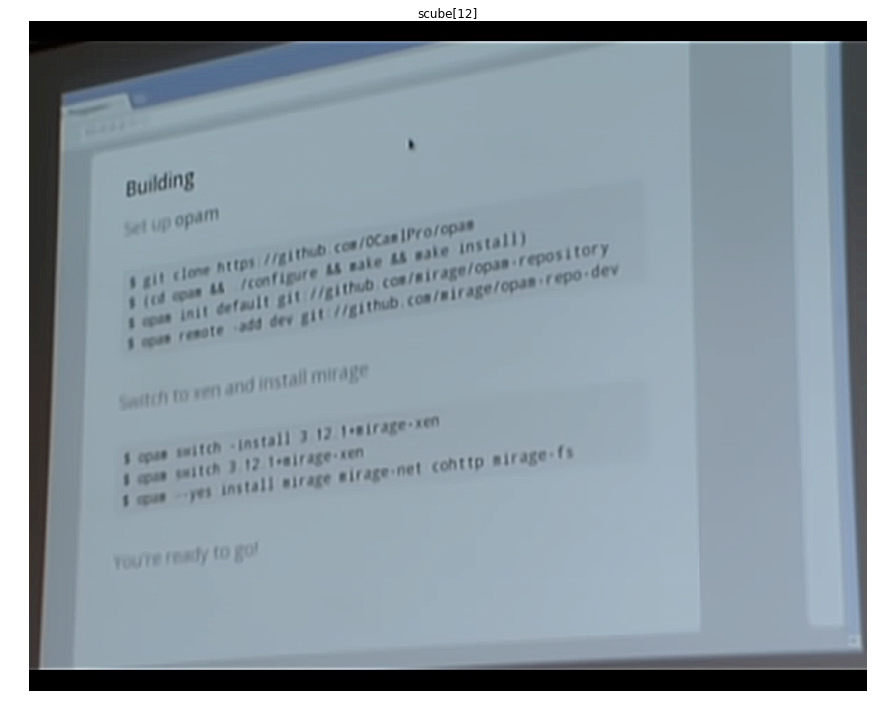 scube[12]
Building
Set up opam
$ git clone https://github.com/OCamlPro/opam
$ (cd opam && ./configure && make && make install)
$ opam init default git://github.com/mirage/opam-repository
$ opam remote -add dev git://github.com/mirage/opam-repo-dev
Switch to xen and install mirage
$ opam switch -install 3.12.1+mirage-xen
$ opam switch 3.12.1+mirage-xen
$ opam --yes install mirage mirage-net cohttp mirage-fs
You're ready to go!